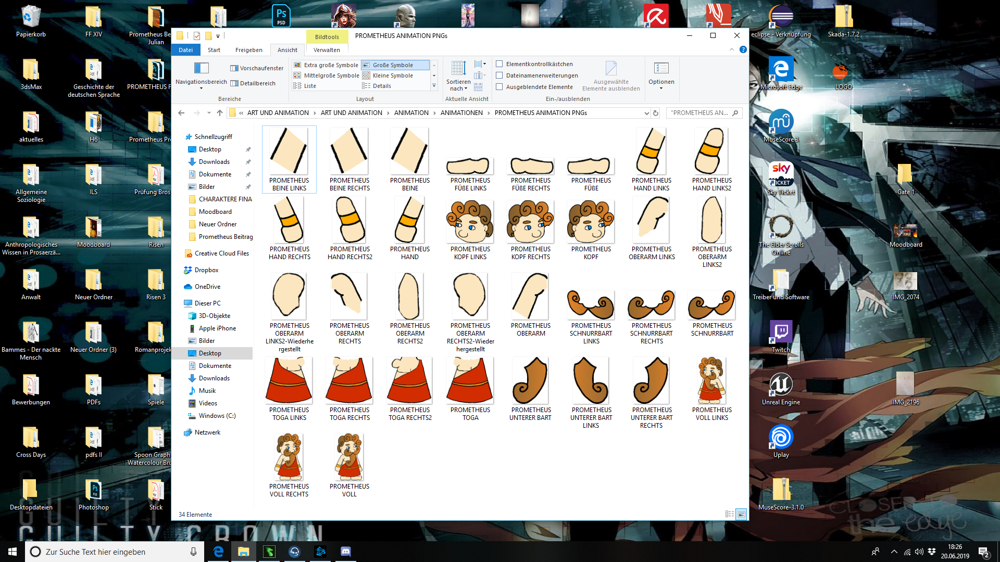 Papierkorb
FF XIV
Prometheus Be
Julian
PSD
eclipse - Verknüpfung
Skada-1.7.2
Bildtools
PROMETHEUS ANIMATION PNGs
Datei
Start
Freigeben
Ansicht
Verwalten
Navigationsbereich
Vorschaufenster
Detailbereich
Bereiche
Extra große Symbole
Große Symbole
Mittelgroße Symbole
Kleine Symbole
Liste
Details
Layout
Sortieren
nach
Aktuelle Ansicht
Elementkontrollkästchen
Dateinamenerweiterungen
Ausgeblendete Elemente
Ausgewählte
Elemente ausblenden
Ein-/ausblenden
Optionen
« ART UND ANIMATION > ART UND ANIMATION > ANIMATION > ANIMATIONEN > PROMETHEUS ANIMATION PNGs
"PROMETHEUS AN...
3dsMax
Geschichte der
deutschen Sprache
PROMETHEUS F
Microsoft Edge
LOGO
aktuelles
H6
Prometheus Pr
MuseScore 3
Allgemeine
Soziologie
ILS
Prüfung Bros
sky
TICKET
Sky Ticket
Gate 1
Anthropologisches
Wissen in Prosaerzä...
Moodboard
Risen
The Elder Scrolls
Online
Moodboard
Anwalt
Neuer Ordner
Risen 3
Treiber und Software
IMG_2074
Bammes - Der nackte
Mensch
Neuer Ordner (3)
Romanprojek
Twitch
Bewerbungen
PDFs
Spiele
Unreal Engine
IMG_2196
Cross Days
pdfs II
Spoon Graph
Watercolour Bru
Uplay
Desktopdateien
Photoshop
Stick
MuseScore-3.1.0
Schnellzugriff
Desktop
Downloads
Dokumente
Bilder
CHARAKTERE FINA
Moodboard
Neuer Ordner
Prometheus Beitrag
Creative Cloud Files
Dropbox
OneDrive
Dieser PC
3D-Objekte
Apple iPhone
Bilder
Desktop
Dokumente
Downloads
Musik
Videos
Windows (C:)
Netzwerk
PROMETHEUS
BEINE LINKS
PROMETHEUS
BEINE RECHTS
PROMETHEUS
BEINE
PROMETHEUS
FÜßE LINKS
PROMETHEUS
FÜßE RECHTS
PROMETHEUS
FÜßE
PROMETHEUS
HAND LINKS
PROMETHEUS
HAND LINKS2
PROMETHEUS
HAND RECHTS
PROMETHEUS
HAND RECHTS2
PROMETHEUS
HAND
PROMETHEUS
KOPF LINKS
PROMETHEUS
KOPF RECHTS
PROMETHEUS
KOPF
PROMETHEUS
OBERARM LINKS
PROMETHEUS
OBERARM
LINKS2
PROMETHEUS
OBERARM
LINKS2-Wiederhe
rgestellt
PROMETHEUS
OBERARM
RECHTS
PROMETHEUS
OBERARM
RECHTS2
PROMETHEUS
OBERARM
RECHTS2-Wieder
hergestellt
PROMETHEUS
OBERARM
PROMETHEUS
SCHNURRBART
LINKS
PROMETHEUS
SCHNURRBART
RECHTS
PROMETHEUS
SCHNURRBART
PROMETHEUS
TOGA LINKS
PROMETHEUS
TOGA RECHTS
PROMETHEUS
TOGA RECHTS2
PROMETHEUS
TOGA
PROMETHEUS
UNTERER BART
PROMETHEUS
UNTERER BART
LINKS
PROMETHEUS
UNTERER BART
RECHTS
PROMETHEUS
VOLL LINKS
PROMETHEUS
VOLL RECHTS
PROMETHEUS
VOLL
34 Elemente
GUILTY
GUILTY CROWN
CLOSER TO
the edge
Zur Suche Text hier eingeben
18:26
20.06.2019
2